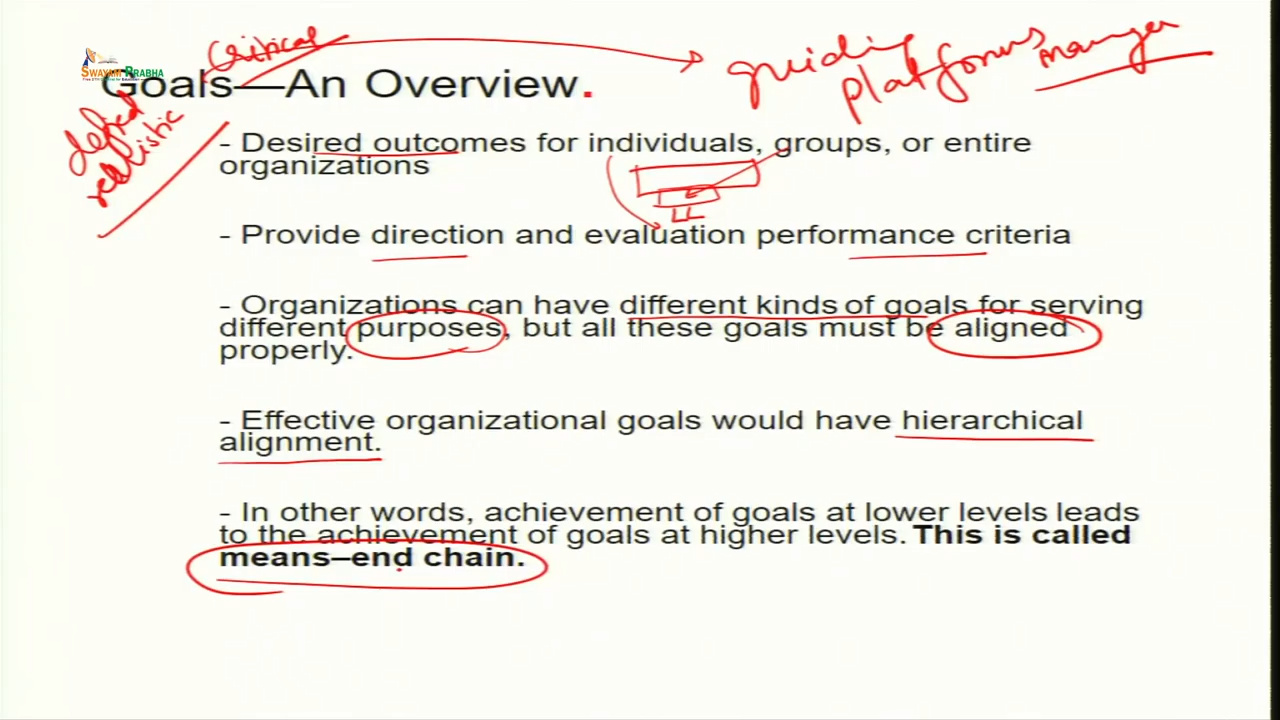 Critical
guiding
platforms manager
SWAYAM PRABHA
Goals—An Overview.
defined
realistic
- Desired outcomes for individuals, groups, or entire
organizations
LL
- Provide direction and evaluation performance criteria
- Organizations can have different kinds of goals for serving
different purposes, but all these goals must be aligned
properly.
- Effective organizational goals would have hierarchical
alignment.
- In other words, achievement of goals at lower levels leads
to the achievement of goals at higher levels. This is called
means–end chain.